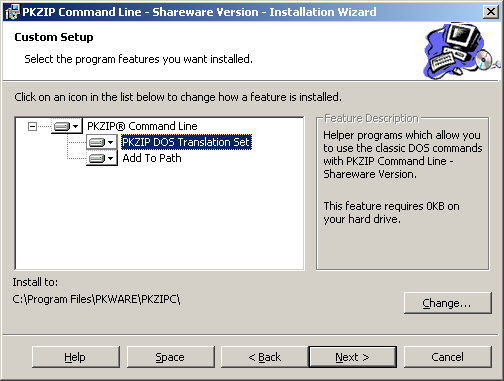 PKZIP Command Line - Shareware Version - Installation Wizard
Custom Setup
Select the program features you want installed.
Click on an icon in the list below to change how a feature is installed.
PKZIP® Command Line
PKZIP DOS Translation Set
Add To Path
Feature Description
Helper programs which allow you
to use the classic DOS commands
with PKZIP Command Line -
Shareware Version.
This feature requires 0KB on
your hard drive.
Install to:
C:\Program Files\PKWARE\PKZIPC\
Change...
Help
Space
< Back
Next >
Cancel